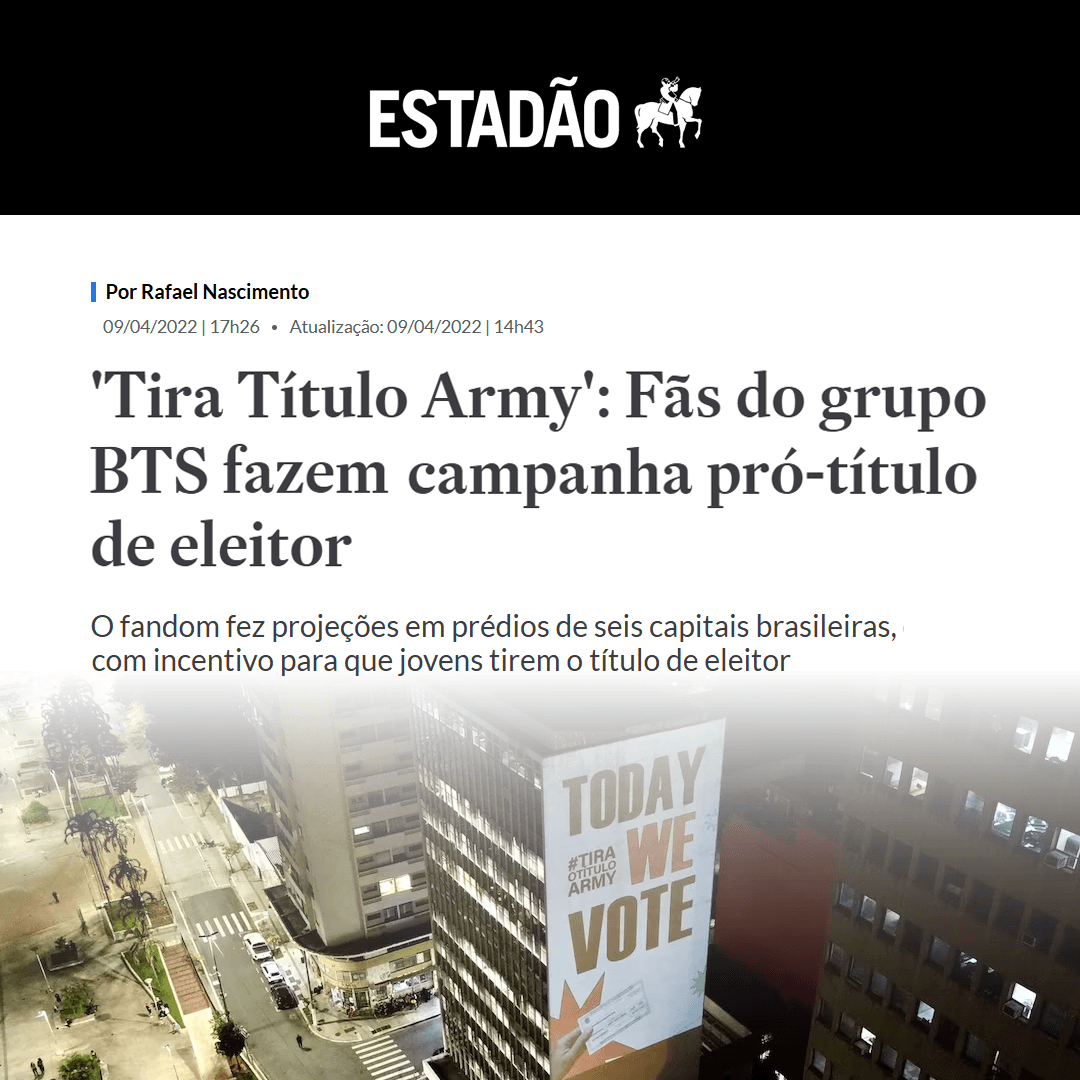 ESTADÃO
Por Rafael Nascimento
09/04/2022 | 17h26 • Atualização: 09/04/2022 | 14h43
'Tira Título Army': Fãs do grupo
BTS fazem campanha pró-título
de eleitor
O fandom fez projeções em prédios de seis capitais brasileiras,
com incentivo para que jovens tirem o título de eleitor
TODAY
#TIRA
OTÍTULO
ARMY
WE
VOTE